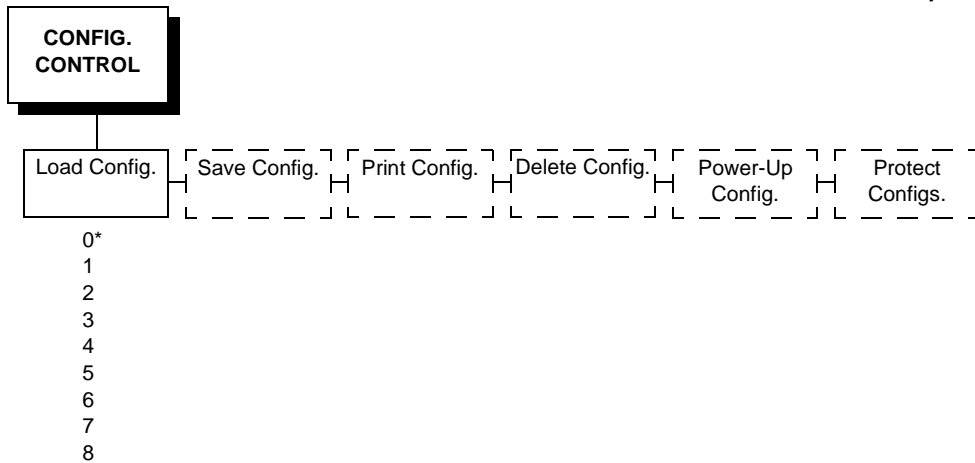 CONFIG.
CONTROL
Load Config.
Save Config.
Print Config.
Delete Config.
Power-Up
Config.
Protect
Configs.
0*
1
2
3
4
5
6
7
8